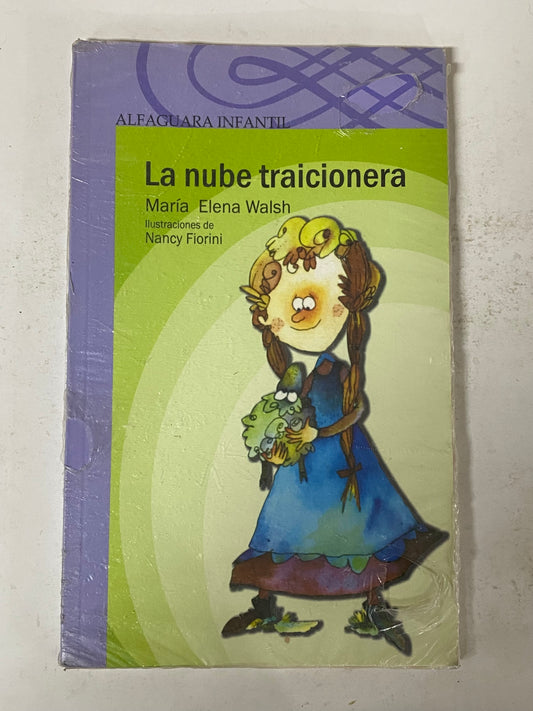 ALFAGUARA INFANTIL
La nube traicionera
María Elena Walsh
Ilustraciones de
Nancy Fiorini